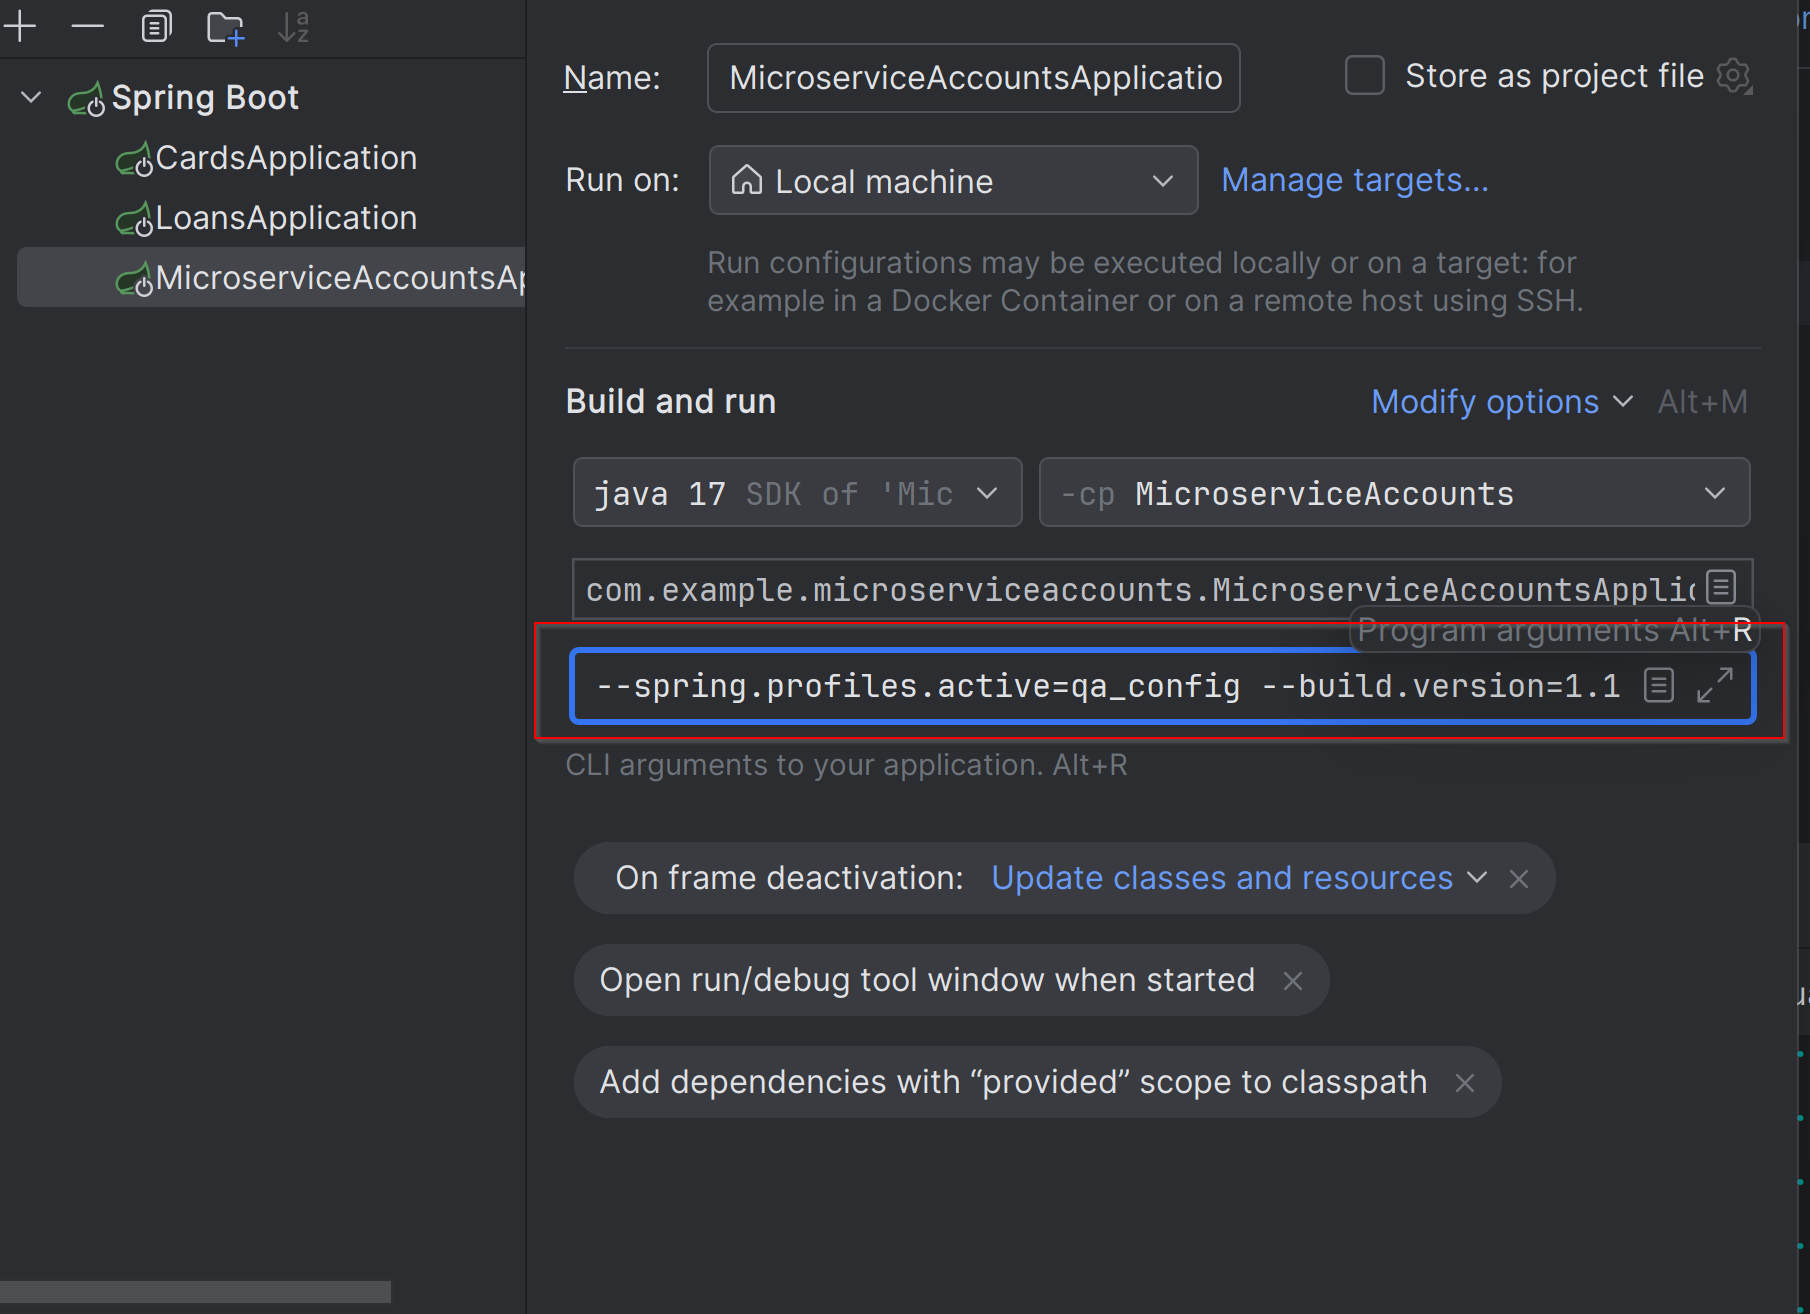 Spring Boot
CardsApplication
LoansApplication
MicroserviceAccountsAp
Name: MicroserviceAccountsApplicatio Store as project file
Run on: Local machine Manage targets...
Run configurations may be executed locally or on a target: for
example in a Docker Container or on a remote host using SSH.
Build and run Modify options Alt+M
java 17 SDK of 'Mic -cp MicroserviceAccounts
com.example.microserviceaccounts.MicroserviceAccountsApplic
Program arguments Alt+R
--spring.profiles.active=qa_config --build.version=1.1
CLI arguments to your application. Alt+R
On frame deactivation: Update classes and resources
Open run/debug tool window when started
Add dependencies with “provided” scope to classpath